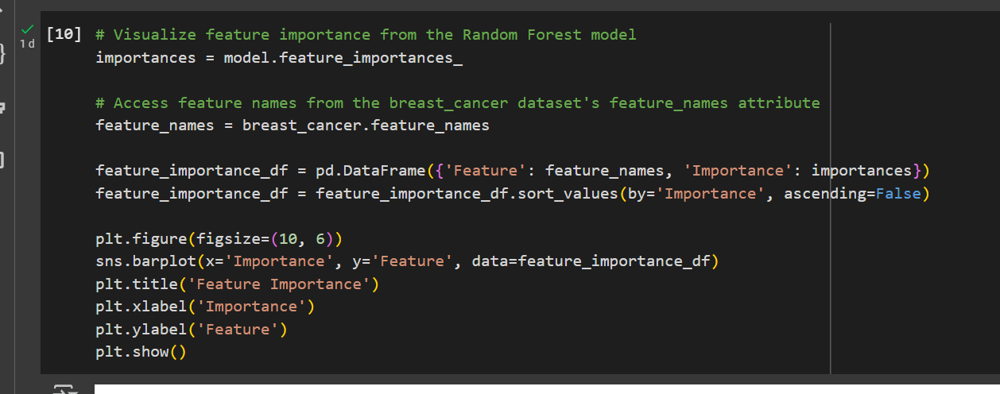 [10] # Visualize feature importance from the Random Forest model
1d
importances = model.feature_importances_
# Access feature names from the breast_cancer dataset's feature_names attribute
feature_names = breast_cancer.feature_names
feature_importance_df = pd.DataFrame({'Feature': feature_names, 'Importance': importances})
feature_importance_df = feature_importance_df.sort_values(by='Importance', ascending=False)
plt.figure(figsize=(10, 6))
sns.barplot(x='Importance', y='Feature', data=feature_importance_df)
plt.title('Feature Importance')
plt.xlabel('Importance')
plt.ylabel('Feature')
plt.show()